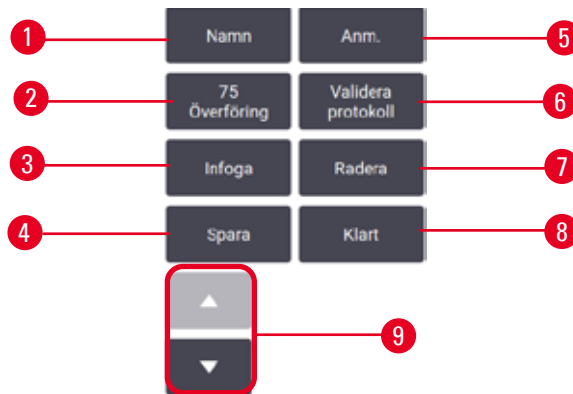 1
Namn
Anm.
5
2
75
Överföring
Validera
protokoll
6
3
Infoga
Radera
7
4
Spara
Klart
8
9